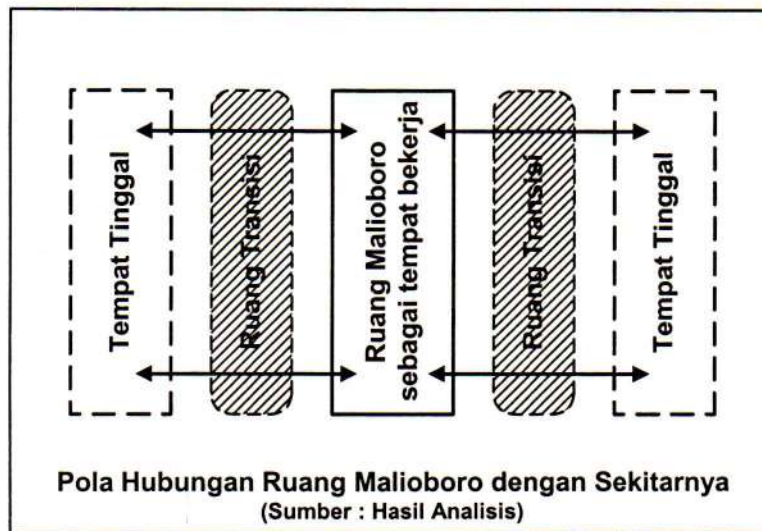 Tempat Tinggal
Ruang Transisi
Ruang Malioboro
sebagai tempat bekerja
Ruang Transisi
Tempat Tinggal
Pola Hubungan Ruang Malioboro dengan Sekitarnya
(Sumber : Hasil Analisis)